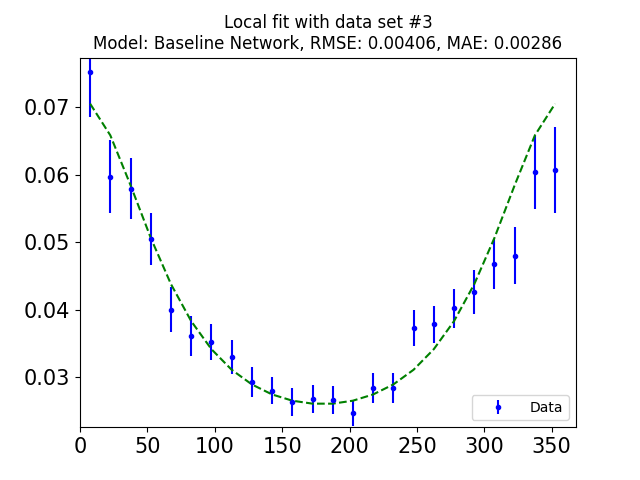 Local fit with data set #3
Model: Baseline Network, RMSE: 0.00406, MAE: 0.00286
0.07
0.06
0.05
0.04
0.03
Data
0 50 100 150 200 250 300 350